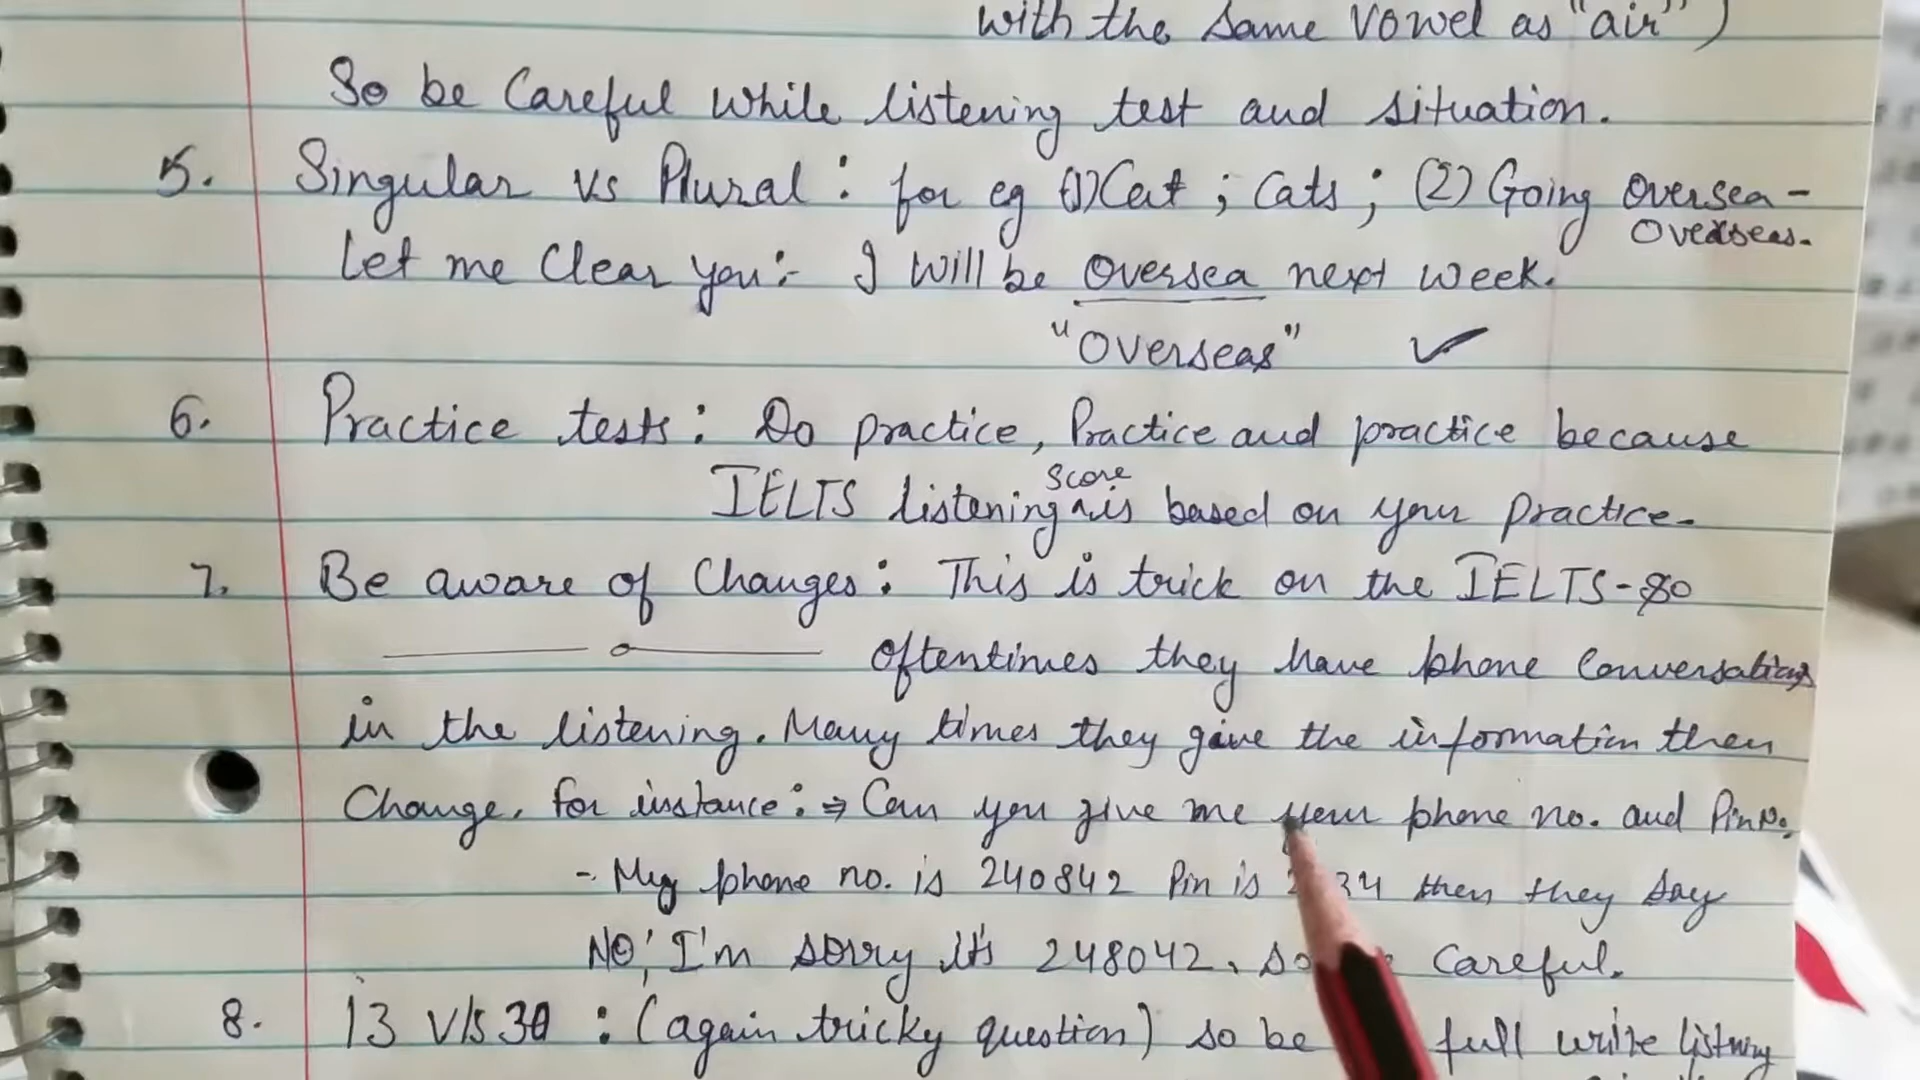 with the same vowel as "air")
So be Careful while listening test and situation.
5. Singular vs Plural : for eg (1) Cat ; Cats ; (2) Going oversea -
Overseas.
Let me Clear you :- I will be oversea next week.
"Overseas" ✓
6. Practice tests : Do practice, Practice and practice because
score
IELTS listening ^ is based on your practice.
7. Be aware of Changes : This is trick on the IELTS - so
oftentimes they have phone conversations
in the listening. Many times they give the information then
Change. for instance : ⇒ Can you give me your phone no. and Pin No.
- My phone no. is 240842 Pin is 34 then they say
NO! I'm sorry it's 248042. So Careful.
8. 13 v/s 30 : (again tricky question) so be full write listning